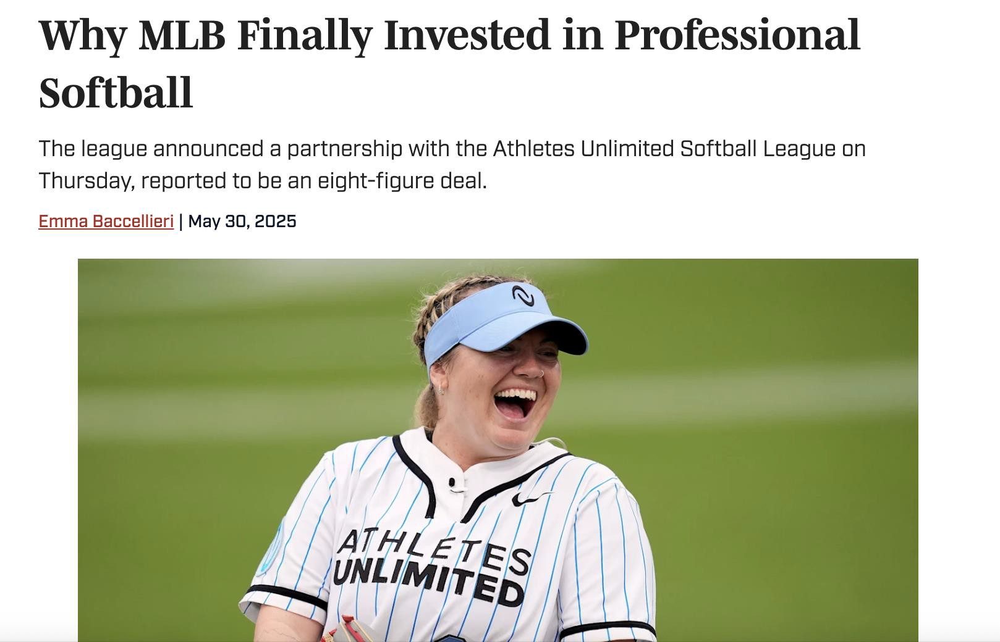 Why MLB Finally Invested in Professional
Softball
The league announced a partnership with the Athletes Unlimited Softball League on
Thursday, reported to be an eight-figure deal.
Emma Baccellieri | May 30, 2025
ATHLETES
UNLIMITED